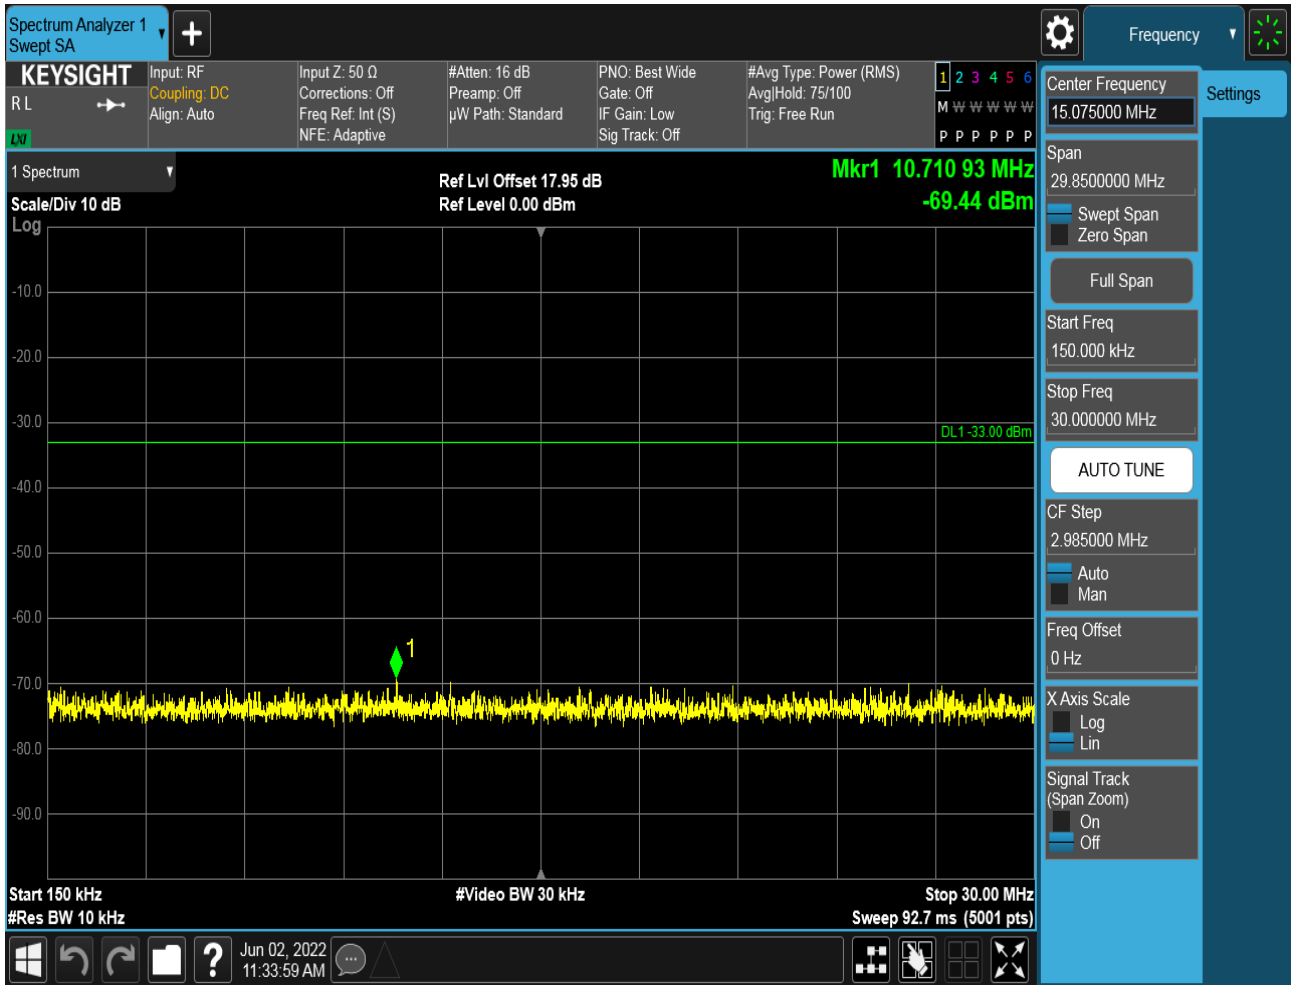 Spectrum Analyzer 1
Swept SA
Frequency
KEYSIGHT
R L
LXI
Input: RF
Coupling: DC
Align: Auto
Input Z: 50 Ω
Corrections: Off
Freq Ref: Int (S)
NFE: Adaptive
#Atten: 16 dB
Preamp: Off
µW Path: Standard
PNO: Best Wide
Gate: Off
IF Gain: Low
Sig Track: Off
#Avg Type: Power (RMS)
Avg|Hold: 75/100
Trig: Free Run
1 2 3 4 5 6
M W W W W W
P P P P P P
1 Spectrum
Scale/Div 10 dB
Log
Ref Lvl Offset 17.95 dB
Ref Level 0.00 dBm
Mkr1 10.710 93 MHz
-69.44 dBm
-10.0
-20.0
-30.0
DL1 -33.00 dBm
-40.0
-50.0
-60.0
1
-70.0
-80.0
-90.0
Start 150 kHz
#Res BW 10 kHz
#Video BW 30 kHz
Stop 30.00 MHz
Sweep 92.7 ms (5001 pts)
Center Frequency
15.075000 MHz
Settings
Span
29.8500000 MHz
Swept Span
Zero Span
Full Span
Start Freq
150.000 kHz
Stop Freq
30.000000 MHz
AUTO TUNE
CF Step
2.985000 MHz
Auto
Man
Freq Offset
0 Hz
X Axis Scale
Log
Lin
Signal Track
(Span Zoom)
On
Off
?
Jun 02, 2022
11:33:59 AM